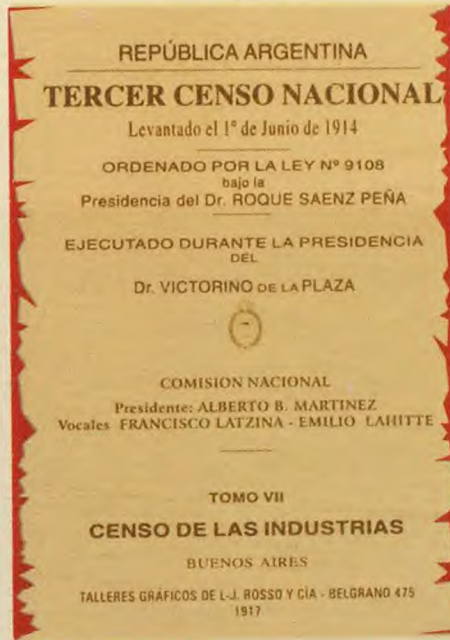 REPÚBLICA ARGENTINA
TERCER CENSO NACIONAL
Levantado el 1º de Junio de 1914
ORDENADO POR LA LEY Nº 9108
bajo la
Presidencia del Dr. ROQUE SAENZ PEÑA
EJECUTADO DURANTE LA PRESIDENCIA
DEL
Dr. VICTORINO DE LA PLAZA
COMISION NACIONAL
Presidente: ALBERTO B. MARTINEZ
Vocales FRANCISCO LATZINA - EMILIO LAHITTE
TOMO VII
CENSO DE LAS INDUSTRIAS
BUENOS AIRES
TALLERES GRÁFICOS DE L-J. ROSSO Y CÍA - BELGRANO 475
1917